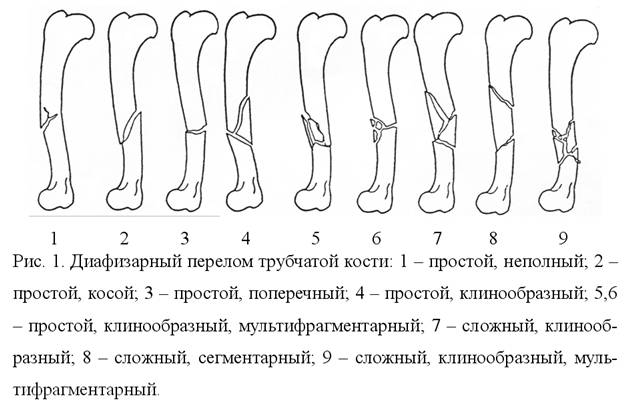 1 2 3 4 5 6 7 8 9
Рис. 1. Диафизарный перелом трубчатой кости: 1 – простой, неполный; 2 –
простой, косой; 3 – простой, поперечный; 4 – простой, клинообразный; 5,6
– простой, клинообразный, мультифрагментарный; 7 – сложный, клинооб-
разный; 8 – сложный, сегментарный; 9 – сложный, клинообразный, муль-
тифрагментарный.